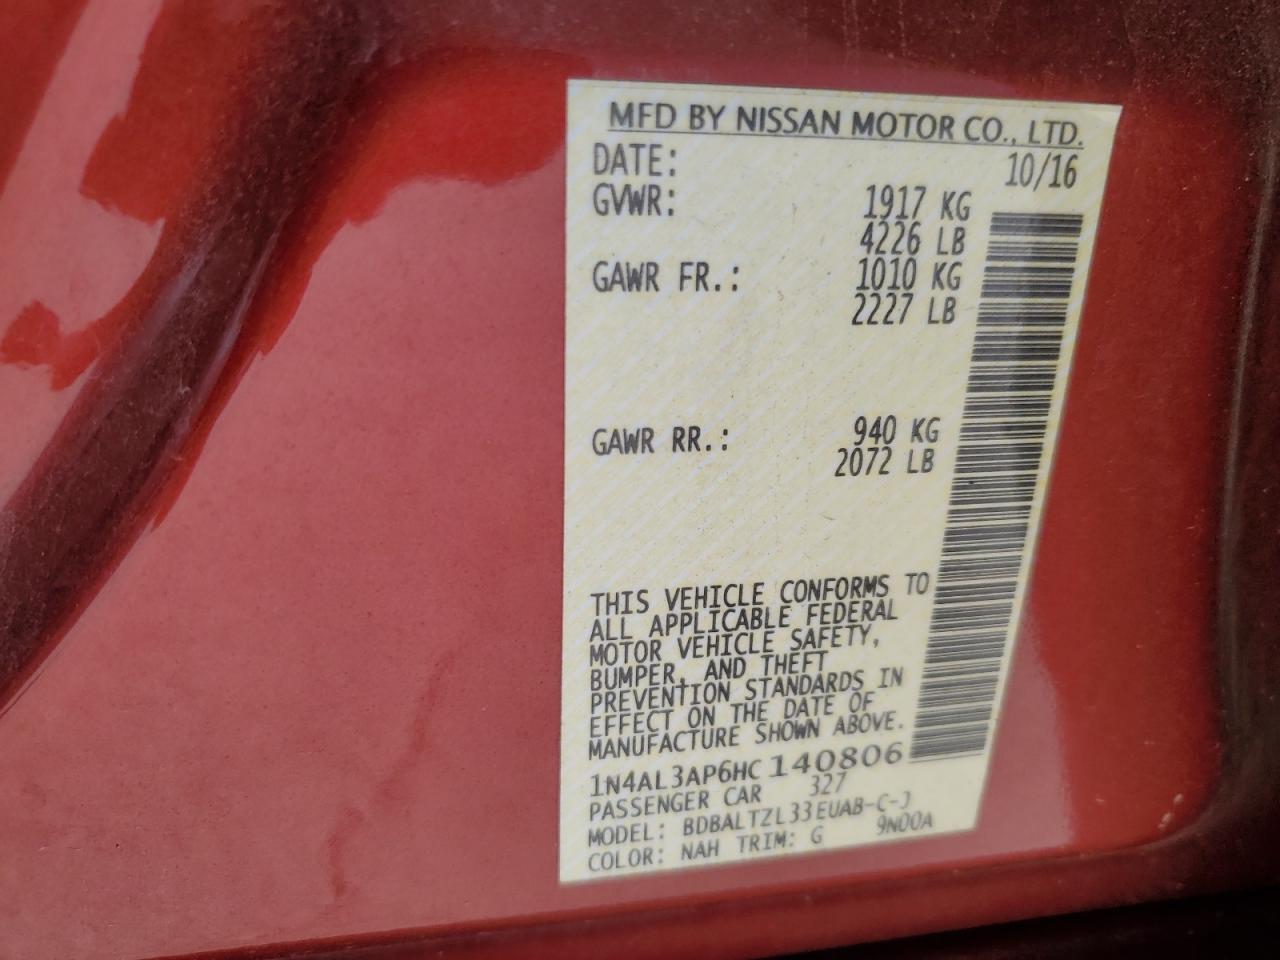 MFD BY NISSAN MOTOR CO., LTD.
DATE: 10/16
GVWR: 1917 KG
4226 LB
GAWR FR.: 1010 KG
2227 LB
GAWR RR.: 940 KG
2072 LB
THIS VEHICLE CONFORMS TO
ALL APPLICABLE FEDERAL
MOTOR VEHICLE SAFETY,
BUMPER, AND THEFT
PREVENTION STANDARDS IN
EFFECT ON THE DATE OF
MANUFACTURE SHOWN ABOVE.
1N4AL3AP6HC140806
PASSENGER CAR 327
MODEL: BDBALTZL33EUAB-C-J
COLOR: NAH TRIM: G 9N00A